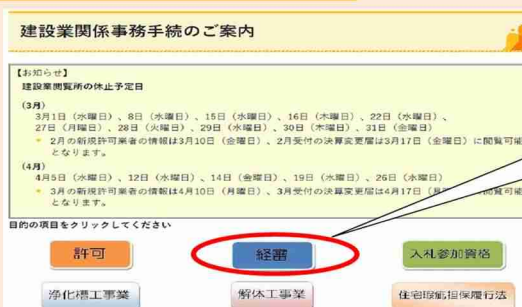 建設業関係事務手続のご案内
【お知らせ】
建設業閲覧所の休止予定日
(3月)
3月1日（水曜日）、8日（水曜日）、15日（水曜日）、16日（木曜日）、22日（水曜日）、
27日（月曜日）、28日（火曜日）、29日（水曜日）、30日（木曜日）、31日（金曜日）
2月の新規許可業者の情報は3月10日（金曜日）、2月受付の決算変更届は3月17日（金曜日）に閲覧可能
となります。
(4月)
4月5日（水曜日）、12日（水曜日）、14日（金曜日）、19日（水曜日）、26日（水曜日）
3月の新規許可業者の情報は4月10日（月曜日）、3月受付の決算変更届は4月17日（月 閲覧可能
となります。
目的の項目をクリックしてください
許可 経審 入札参加資格
浄化槽工事業 解体工事業 住宅瑕疵担保履行法